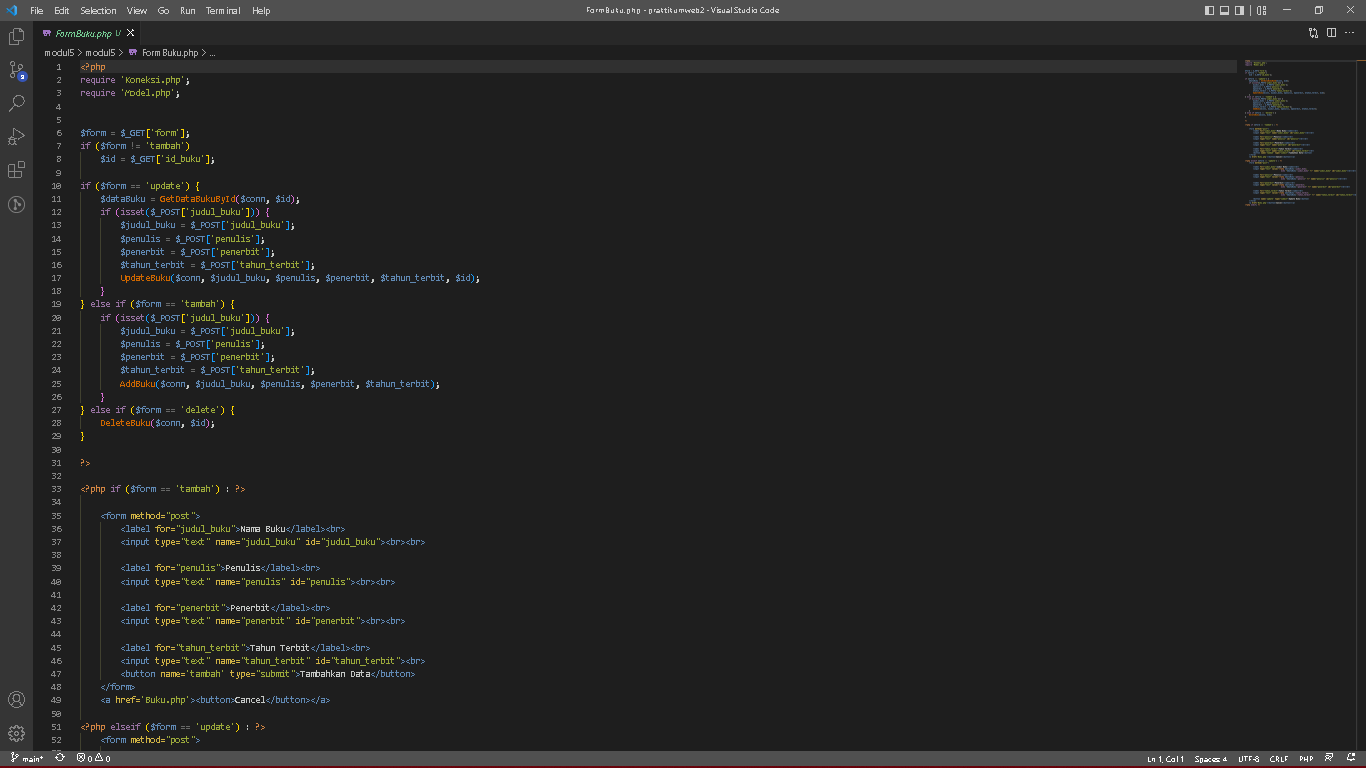 File Edit Selection View Go Run Terminal Help
FormBuku.php - praktikumweb2 - Visual Studio Code
FormBuku.php U
modul5 > modul5 > FormBuku.php > ...
1 <?php
2 require 'Koneksi.php';
3 require 'Model.php';
4
5
6 $form = $_GET['form'];
7 if ($form != 'tambah')
8 $id = $_GET['id_buku'];
9
10 if ($form == 'update') {
11 $dataBuku = GetDataBukuById($conn, $id);
12 if (isset($_POST['judul_buku'])) {
13 $judul_buku = $_POST['judul_buku'];
14 $penulis = $_POST['penulis'];
15 $penerbit = $_POST['penerbit'];
16 $tahun_terbit = $_POST['tahun_terbit'];
17 UpdateBuku($conn, $judul_buku, $penulis, $penerbit, $tahun_terbit, $id);
18 }
19 } else if ($form == 'tambah') {
20 if (isset($_POST['judul_buku'])) {
21 $judul_buku = $_POST['judul_buku'];
22 $penulis = $_POST['penulis'];
23 $penerbit = $_POST['penerbit'];
24 $tahun_terbit = $_POST['tahun_terbit'];
25 AddBuku($conn, $judul_buku, $penulis, $penerbit, $tahun_terbit);
26 }
27 } else if ($form == 'delete') {
28 DeleteBuku($conn, $id);
29 }
30
31 ?>
32
33 <?php if ($form == 'tambah') : ?>
34
35 <form method="post">
36 <label for="judul_buku">Nama Buku</label><br>
37 <input type="text" name="judul_buku" id="judul_buku"><br><br>
38
39 <label for="penulis">Penulis</label><br>
40 <input type="text" name="penulis" id="penulis"><br><br>
41
42 <label for="penerbit">Penerbit</label><br>
43 <input type="text" name="penerbit" id="penerbit"><br><br>
44
45 <label for="tahun_terbit">Tahun Terbit</label><br>
46 <input type="text" name="tahun_terbit" id="tahun_terbit"><br>
47 <button name='tambah' type="submit">Tambahkan Data</button>
48 </form>
49 <a href='Buku.php'><button>Cancel</button></a>
50
51 <?php elseif ($form == 'update') : ?>
52 <form method="post">
main* 0 0 Ln 1, Col 1 Spaces: 4 UTF-8 CRLF PHP